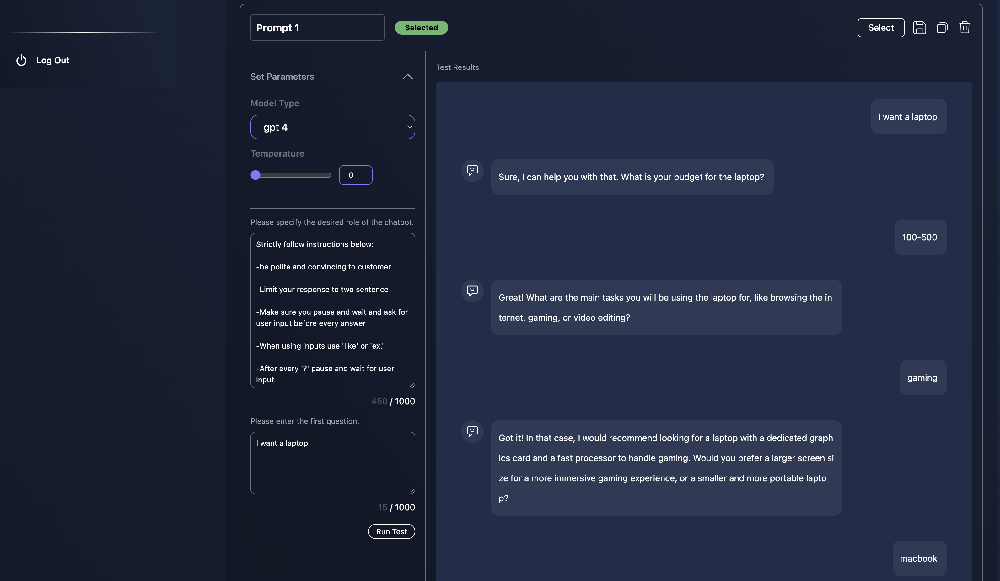 Prompt 1
Selected
Select
Log Out
Set Parameters
Model Type
gpt 4
Temperature
0
Please specify the desired role of the chatbot.
Strictly follow instructions below:
-be polite and convincing to customer
-Limit your response to two sentence
-Make sure you pause and wait and ask for
user input before every answer
-When using inputs use 'like' or 'ex.'
-After every '?' pause and wait for user
input
450 / 1000
Please enter the first question.
I want a laptop
15 / 1000
Run Test
Test Results
I want a laptop
Sure, I can help you with that. What is your budget for the laptop?
100-500
Great! What are the main tasks you will be using the laptop for, like browsing the in
ternet, gaming, or video editing?
gaming
Got it! In that case, I would recommend looking for a laptop with a dedicated graph
ics card and a fast processor to handle gaming. Would you prefer a larger screen si
ze for a more immersive gaming experience, or a smaller and more portable lapto
p?
macbook